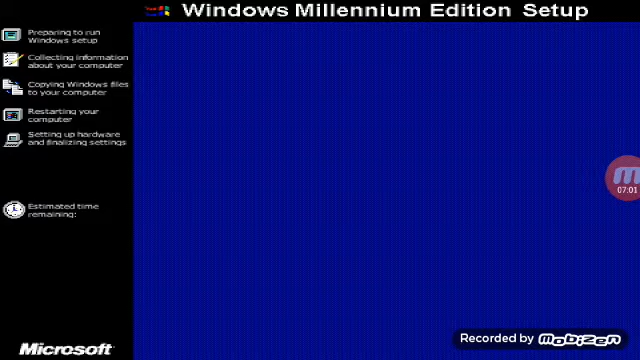 Windows Millennium Edition Setup
Preparing to run
Windows setup
Collecting information
about your computer
Copying Windows files
to your computer
Restarting your
computer
Setting up hardware
and finalizing settings
Estimated time
remaining:
07:01
Microsoft
Recorded by mobizen